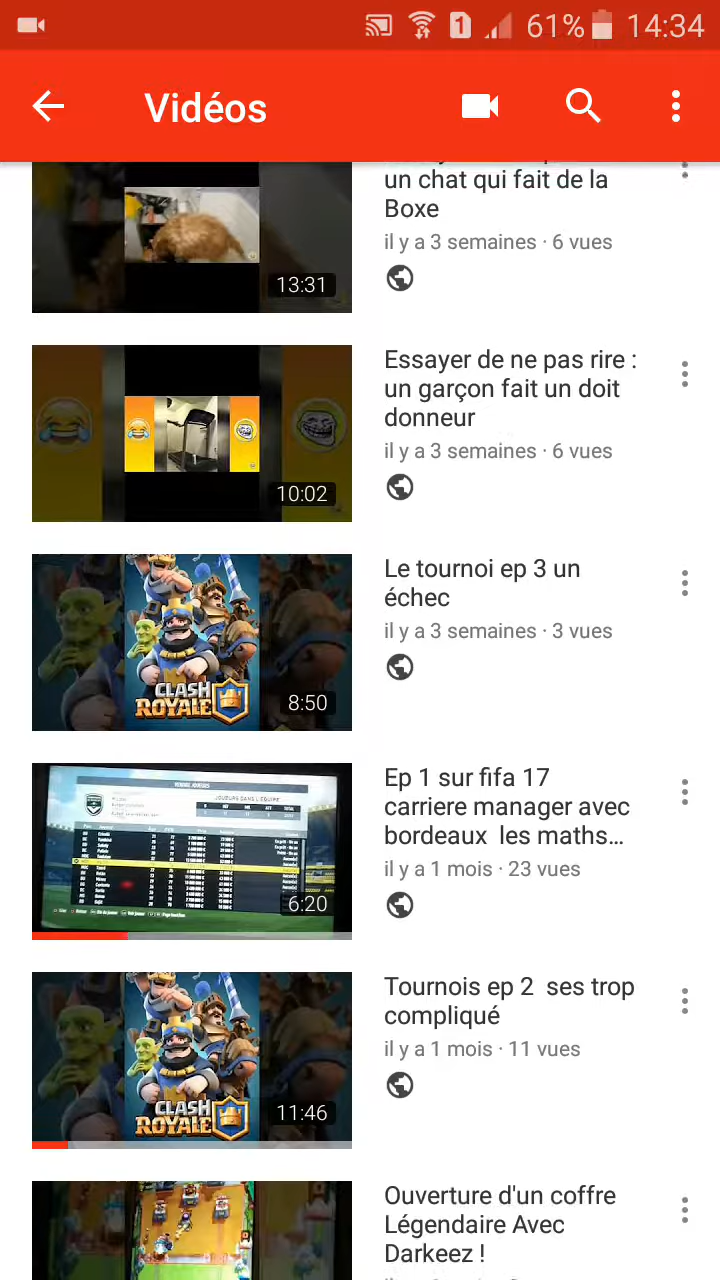 1 61% 14:34
Vidéos
un chat qui fait de la
Boxe
il y a 3 semaines · 6 vues
13:31
Essayer de ne pas rire :
un garçon fait un doit
donneur
il y a 3 semaines · 6 vues
10:02
Le tournoi ep 3 un
échec
il y a 3 semaines · 3 vues
8:50
CLASH
ROYALE
Ep 1 sur fifa 17
carriere manager avec
bordeaux les maths...
il y a 1 mois · 23 vues
JOUEURS DANS L'ÉQUIPE
6:20
Tournois ep 2 ses trop
compliqué
il y a 1 mois · 11 vues
CLASH
ROYALE
11:46
Ouverture d'un coffre
Légendaire Avec
Darkeez !